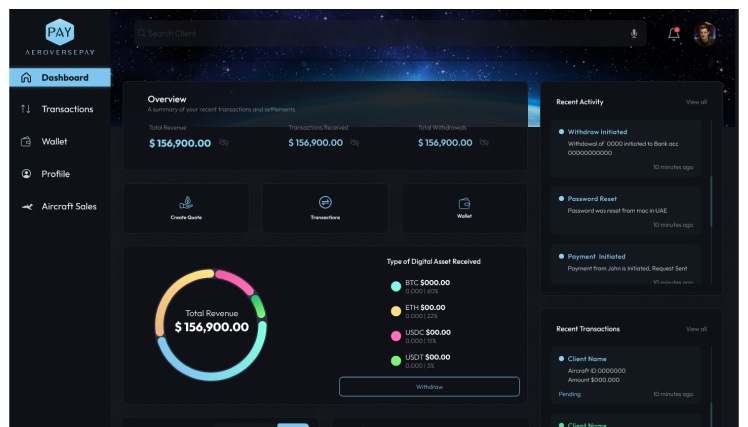 PAY
AEROVERSEPAY
Dashboard
Transactions
Wallet
Profile
Aircraft Sales
Search Client
Overview
A summary of your recent transactions and settlements
Total Revenue
$ 156,900.00
Transactions Received
$ 156,900.00
Total Withdrawals
$ 156,900.00
Create Quote
Transactions
Wallet
Total Revenue
$ 156,900.00
Type of Digital Asset Received
BTC $000.00
0.000 | 60%
ETH $00.00
0.000 | 22%
USDC $00.00
0.000 | 15%
USDT $00.00
0.000 | 3%
Withdraw
Recent Activity
View all
Withdraw Initiated
Withdawal of 0000 initiated to Bank acc
00000000000
10 minutes ago
Password Reset
Password was reset from mac in UAE
10 minutes ago
Payment Initiated
Payment from John is Initiated, Request Sent
10 minutes ago
Recent Transactions
View all
Client Name
Aircraft ID 0000000
Amount $000.000
Pending
10 minutes ago
Client Name